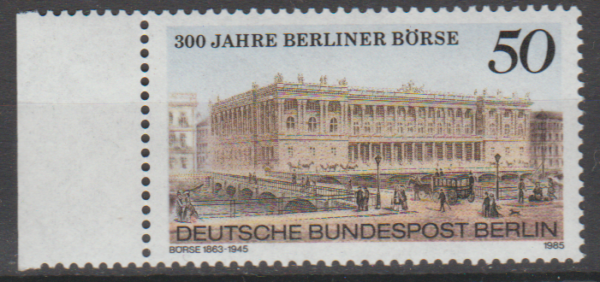 300 JAHRE BERLINER BÖRSE 50
DEUTSCHE BUNDESPOST BERLIN
BÖRSE 1863-1945 1985